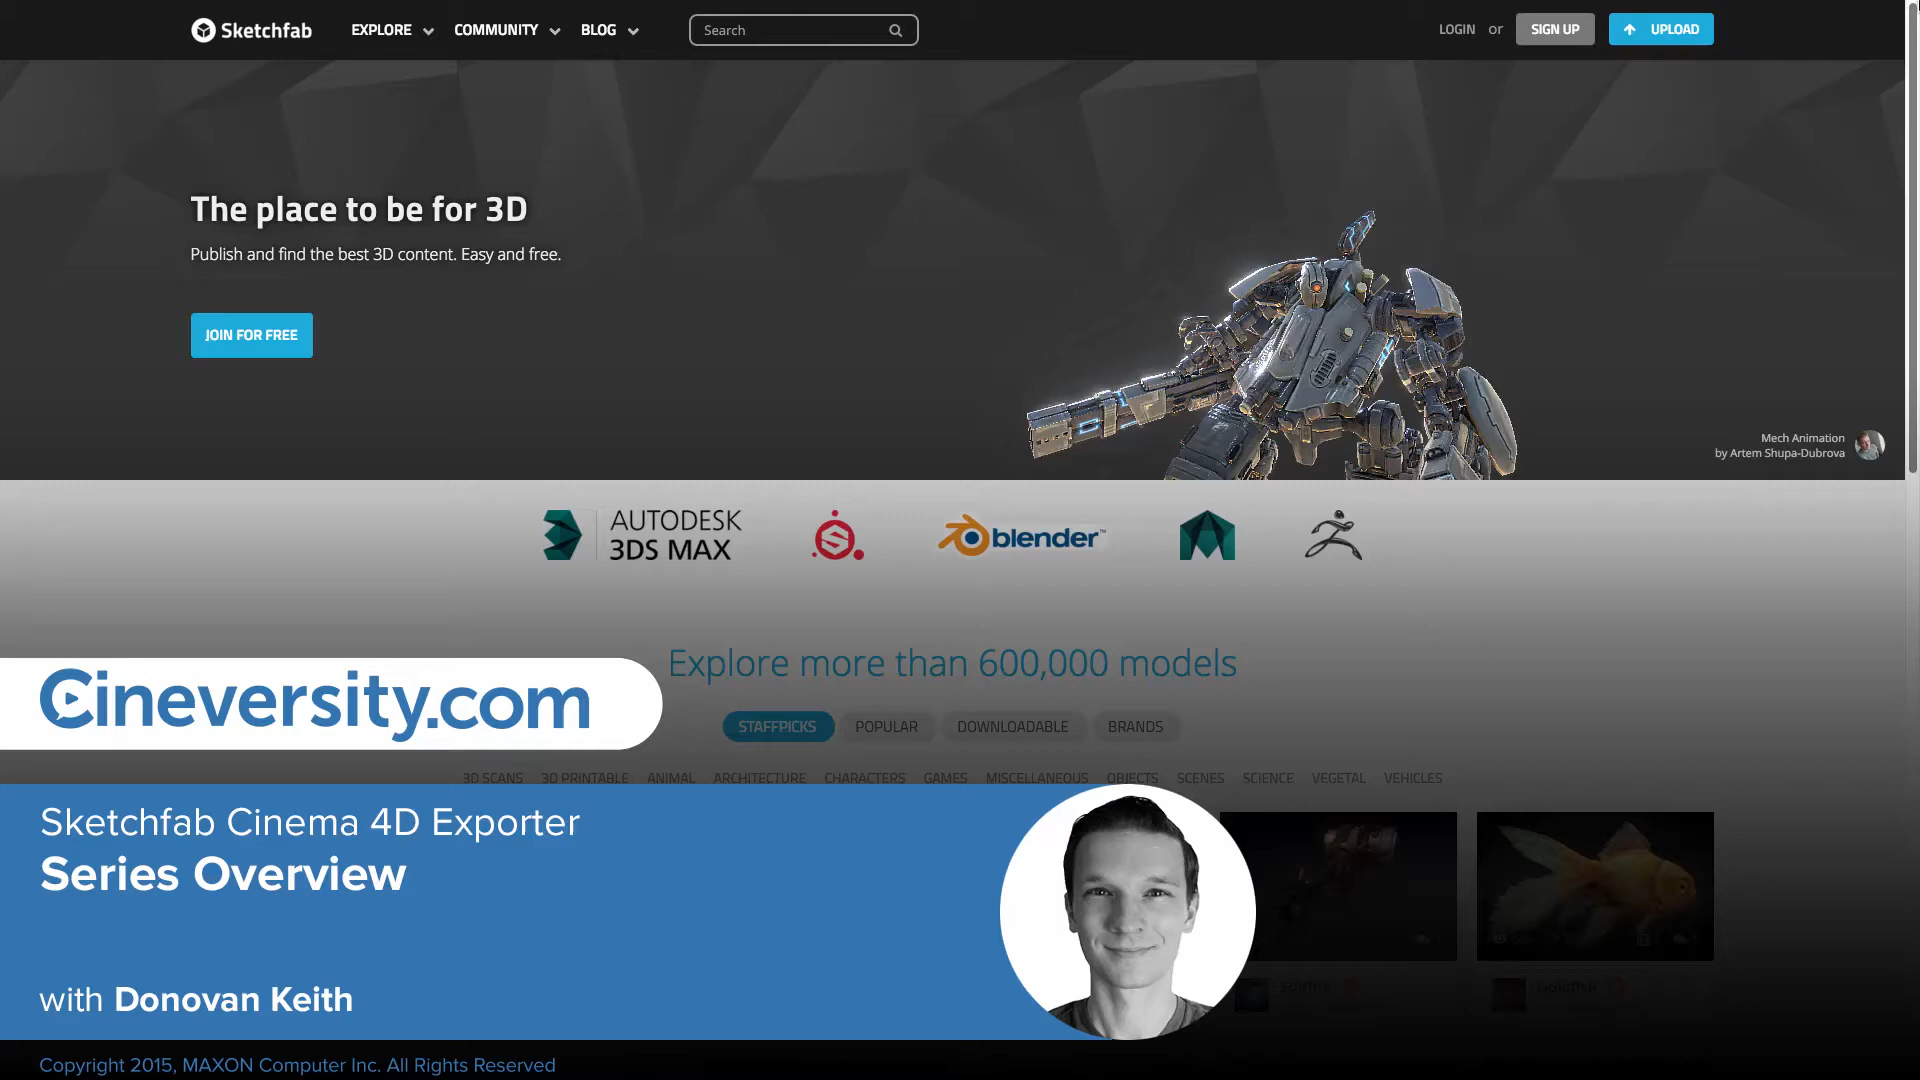 Sketchfab
EXPLORE
COMMUNITY
BLOG
Search
LOGIN or
SIGN UP
UPLOAD
The place to be for 3D
Publish and find the best 3D content. Easy and free.
JOIN FOR FREE
Mech Animation
by Artem Shupa-Dubrova
AUTODESK
3DS MAX
blender™
Explore more than 600,000 models
Cineversity.com
STAFFPICKS POPULAR DOWNLOADABLE BRANDS
3D SCANS 3D PRINTABLE ANIMAL ARCHITECTURE CHARACTERS GAMES MISCELLANEOUS OBJECTS SCENES SCIENCE VEGETAL VEHICLES
Sketchfab Cinema 4D Exporter
Series Overview
with Donovan Keith
Goldfish
Copyright 2015, MAXON Computer Inc. All Rights Reserved